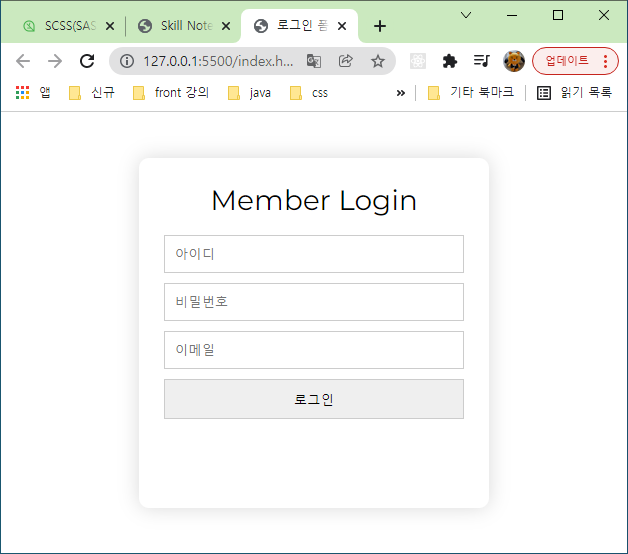 SCSS(SAS
Skill Note
로그인 폼
127.0.0.1:5500/index.h...
업데이트
앱 신규 front 강의 java css » 기타 북마크 읽기 목록
Member Login
아이디
비밀번호
이메일
로그인